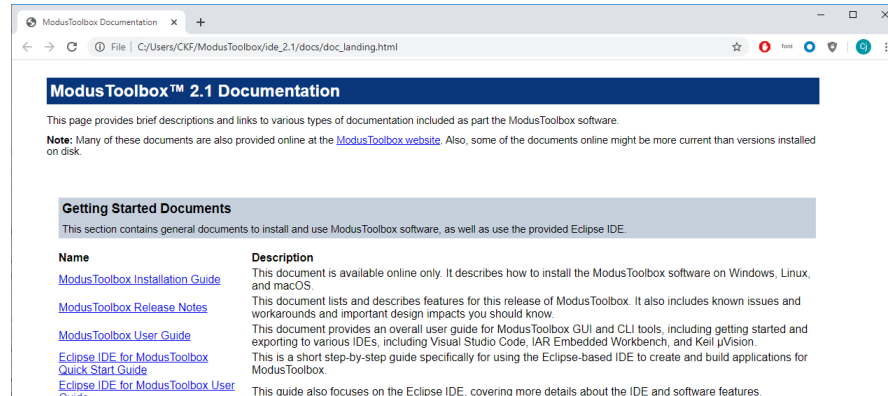 ModusToolbox Documentation
File | C:/Users/CKF/ModusToolbox/ide_2.1/docs/doc_landing.html
font
Cj
ModusToolbox™ 2.1 Documentation
This page provides brief descriptions and links to various types of documentation included as part the ModusToolbox software.
Note: Many of these documents are also provided online at the ModusToolbox website. Also, some of the documents online might be more current than versions installed
on disk.
Getting Started Documents
This section contains general documents to install and use ModusToolbox software, as well as use the provided Eclipse IDE.
Name Description
ModusToolbox Installation Guide This document is available online only. It describes how to install the ModusToolbox software on Windows, Linux,
and macOS.
ModusToolbox Release Notes This document lists and describes features for this release of ModusToolbox. It also includes known issues and
workarounds and important design impacts you should know.
ModusToolbox User Guide This document provides an overall user guide for ModusToolbox GUI and CLI tools, including getting started and
exporting to various IDEs, including Visual Studio Code, IAR Embedded Workbench, and Keil µVision.
Eclipse IDE for ModusToolbox This is a short step-by-step guide specifically for using the Eclipse-based IDE to create and build applications for
Quick Start Guide ModusToolbox.
Eclipse IDE for ModusToolbox User
Guide This guide also focuses on the Eclipse IDE, covering more details about the IDE and software features.